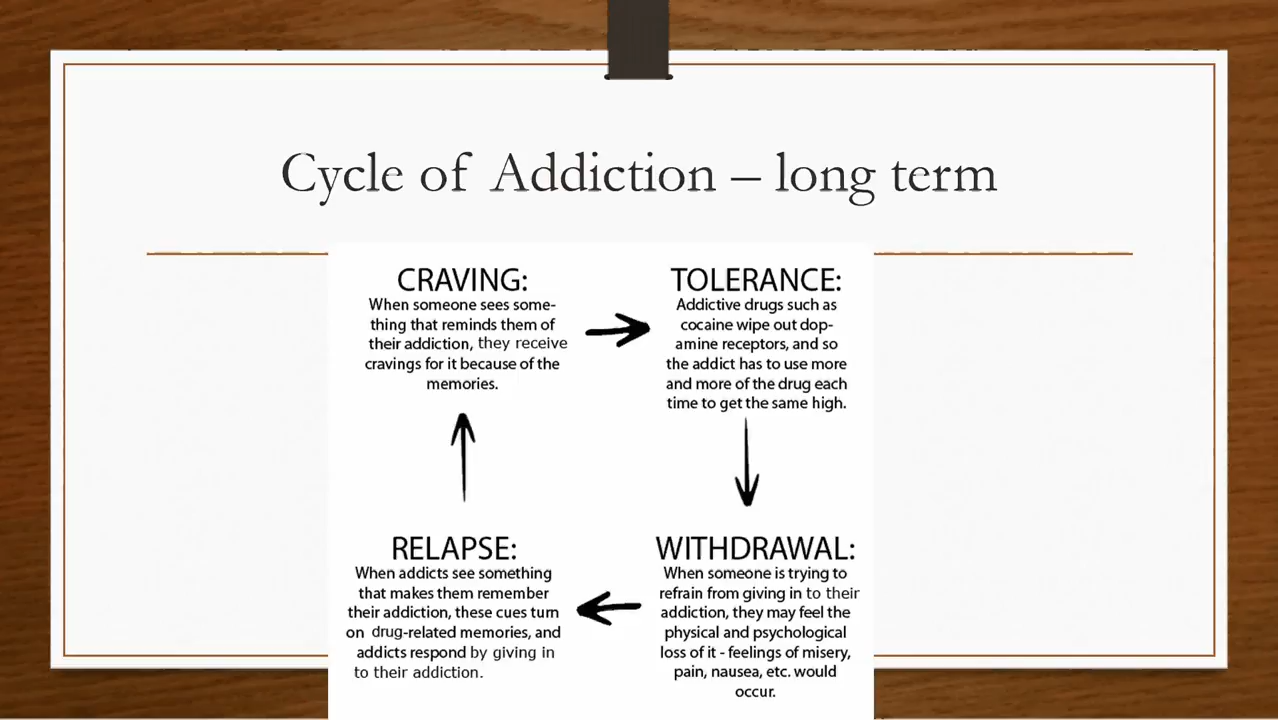 Cycle of Addiction – long term
CRAVING:
When someone sees some-
thing that reminds them of
their addiction, they receive
cravings for it because of the
memories.
TOLERANCE:
Addictive drugs such as
cocaine wipe out dop-
amine receptors, and so
the addict has to use more
and more of the drug each
time to get the same high.
RELAPSE:
When addicts see something
that makes them remember
their addiction, these cues turn
on drug-related memories, and
addicts respond by giving in
to their addiction.
WITHDRAWAL:
When someone is trying to
refrain from giving in to their
addiction, they may feel the
physical and psychological
loss of it - feelings of misery,
pain, nausea, etc. would
occur.